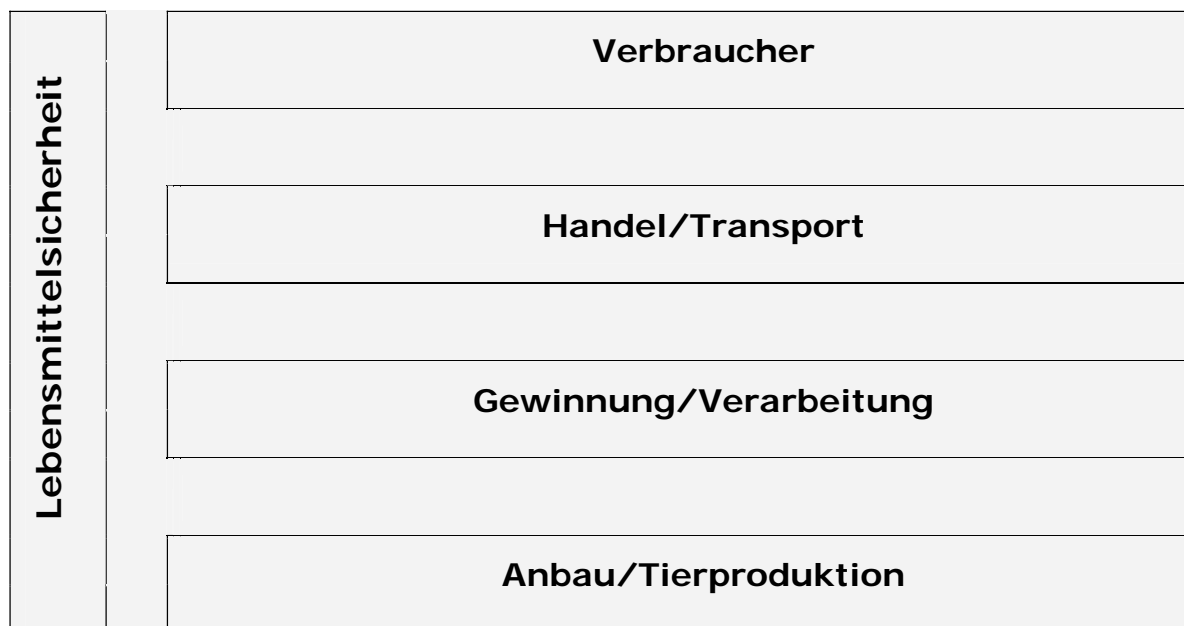 Lebensmittelsicherheit
Verbraucher
Handel/Transport
Gewinnung/Verarbeitung
Anbau/Tierproduktion